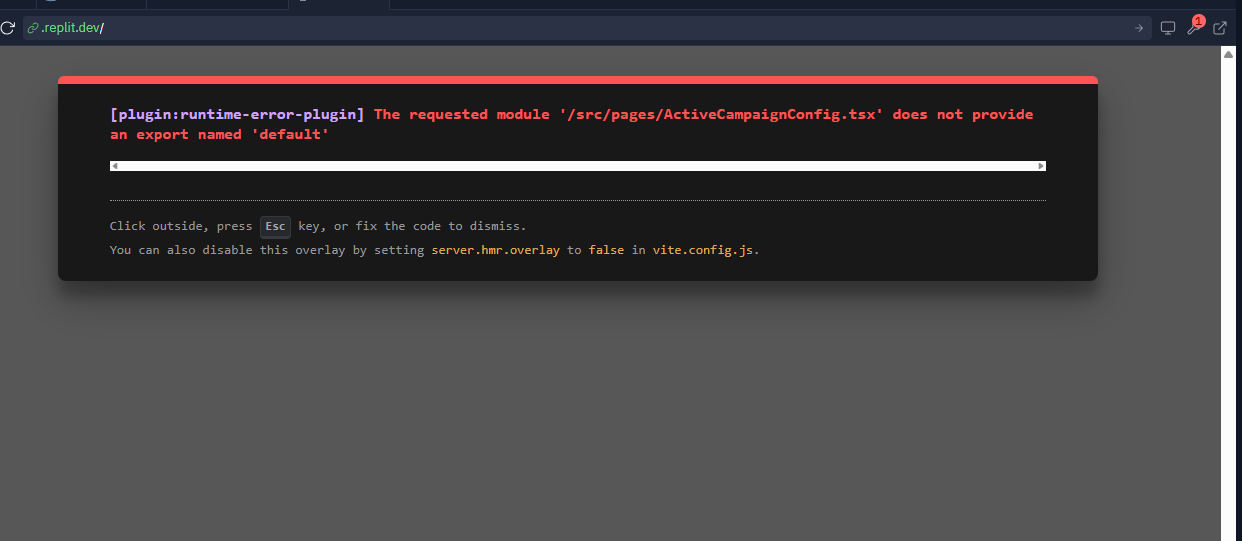 .replit.dev/
1
[plugin:runtime-error-plugin] The requested module '/src/pages/ActiveCampaignConfig.tsx' does not provide
an export named 'default'
Click outside, press Esc key, or fix the code to dismiss.
You can also disable this overlay by setting server.hmr.overlay to false in vite.config.js.